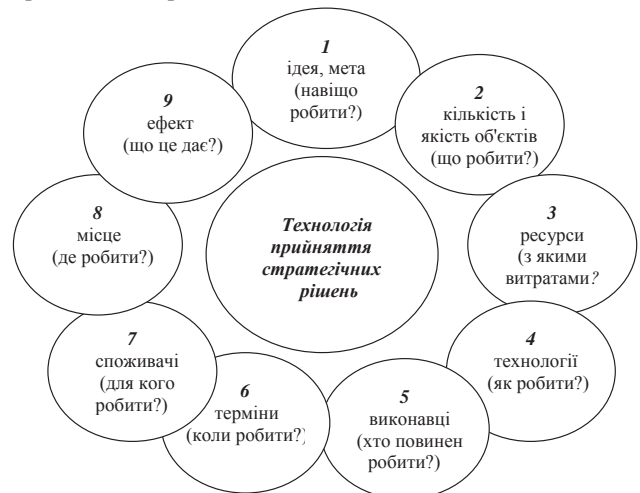 1
ідея, мета
(навіщо
робити?)
2
кількість і
якість об'єктів
(що робити?)
3
ресурси
(з якими
витратами?
4
технології
(як робити?)
5
виконавці
(хто повинен
робити?)
6
терміни
(коли робити?)
7
споживачі
(для кого
робити?)
8
місце
(де робити?)
9
ефект
(що це дає?)
Технологія
прийняття
стратегічних
рішень